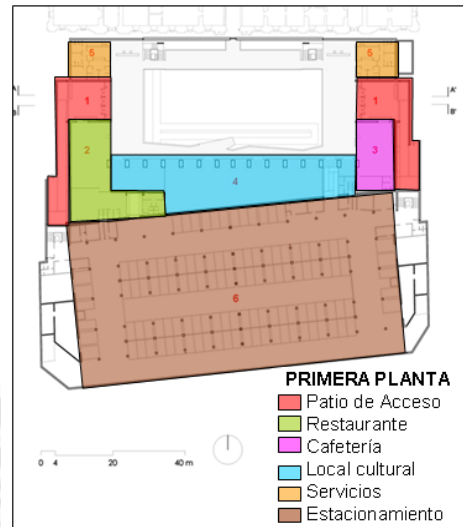 5 5
A A'
1 1
B B'
2 3
4
6
PRIMERA PLANTA
Patio de Acceso
Restaurante
Cafetería
Local cultural
Servicios
Estacionamiento
0 4 20 40 m